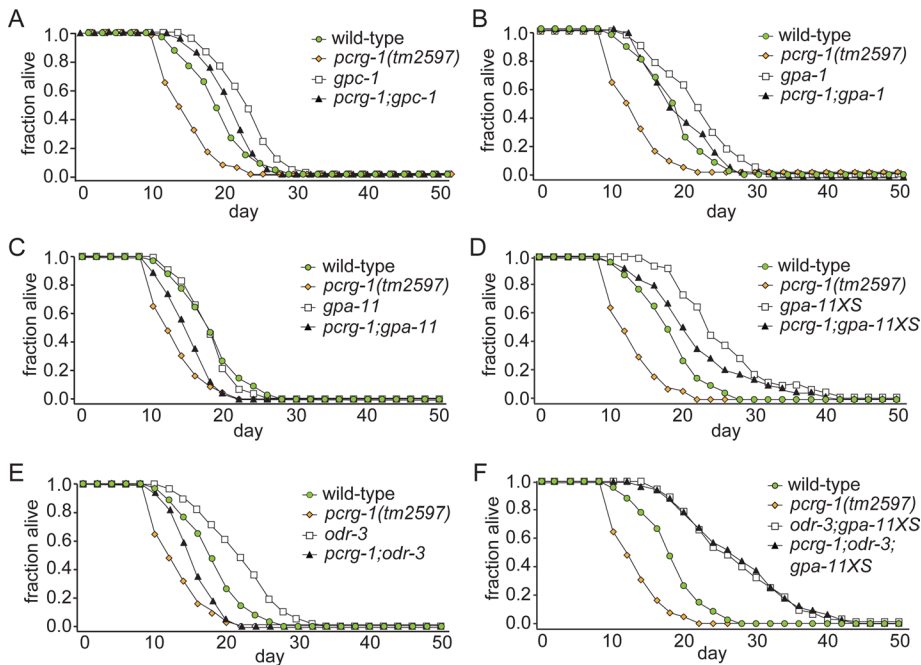 A
fraction alive
1.0
0.8
0.6
0.4
0.2
0.0
0
10
20
30
40
50
day
wild-type
pcrg-1(tm2597)
gpc-1
pcrg-1;gpc-1
B
fraction alive
1.0
0.8
0.6
0.4
0.2
0.0
0
10
20
30
40
50
day
wild-type
pcrg-1(tm2597)
gpa-1
pcrg-1;gpa-1
C
fraction alive
1.0
0.8
0.6
0.4
0.2
0.0
0
10
20
30
40
50
day
wild-type
pcrg-1(tm2597)
gpa-11
pcrg-1;gpa-11
D
fraction alive
1.0
0.8
0.6
0.4
0.2
0.0
0
10
20
30
40
50
day
wild-type
pcrg-1(tm2597)
gpa-11XS
pcrg-1;gpa-11XS
E
fraction alive
1.0
0.8
0.6
0.4
0.2
0.0
0
10
20
30
40
50
day
wild-type
pcrg-1(tm2597)
odr-3
pcrg-1;odr-3
F
fraction alive
1.0
0.8
0.6
0.4
0.2
0.0
0
10
20
30
40
50
day
wild-type
pcrg-1(tm2597)
odr-3;gpa-11XS
pcrg-1;odr-3;
gpa-11XS